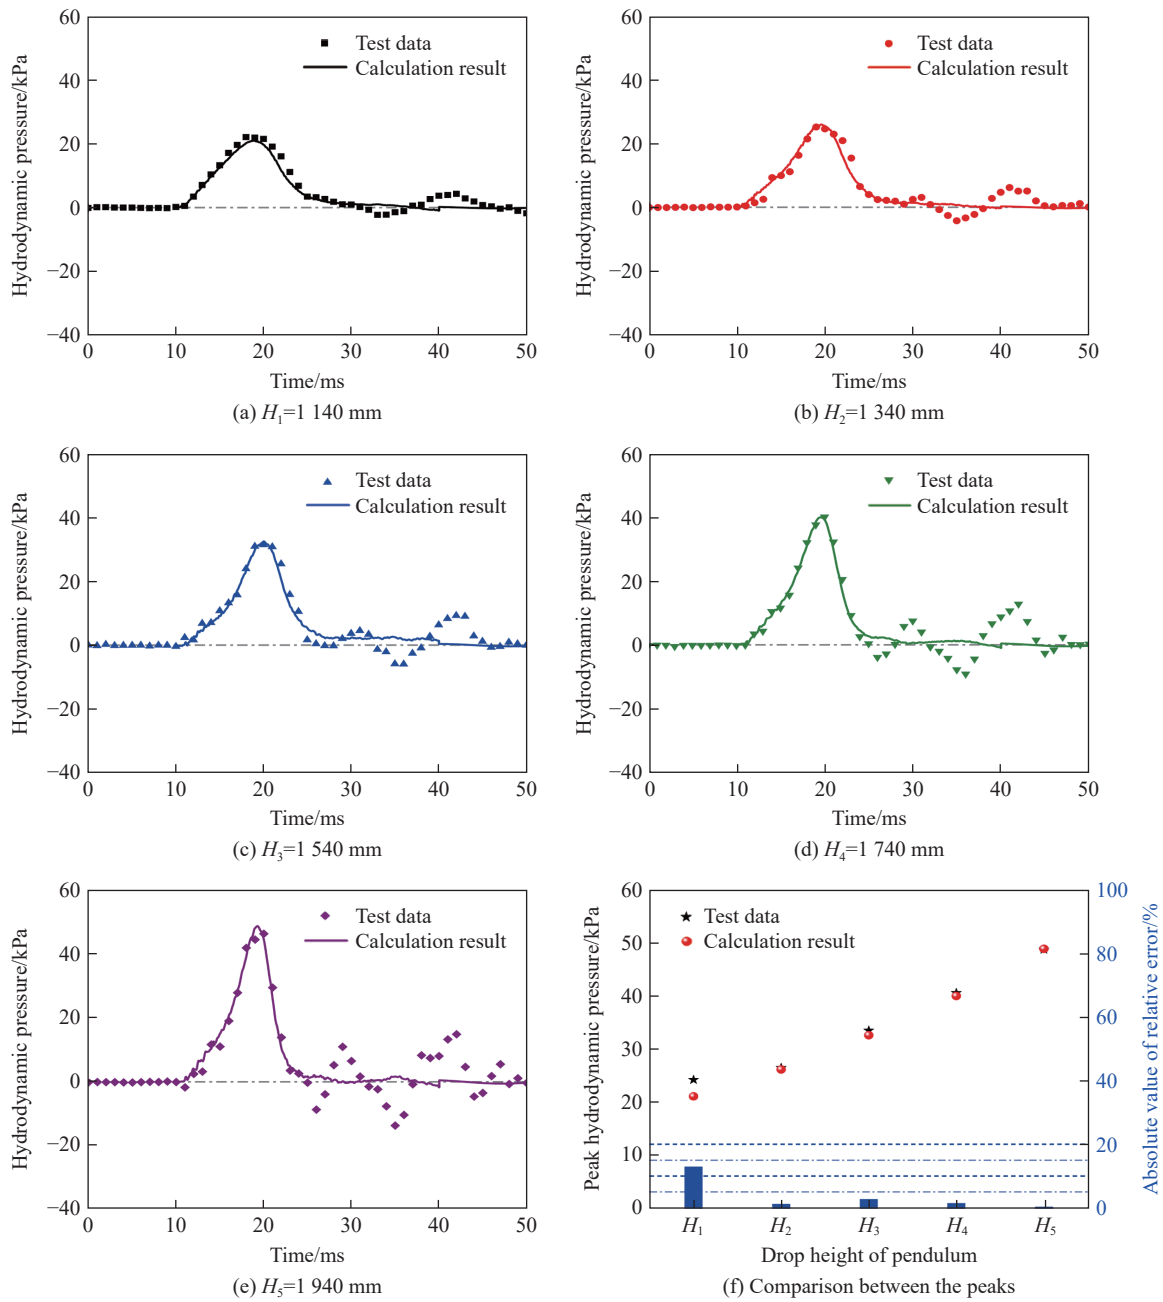 60
40
20
0
−20
−40
Hydrodynamic pressure/kPa
Test data
Calculation result
0 10 20 30 40 50
Time/ms
(a) H₁=1 140 mm
60
40
20
0
−20
−40
Hydrodynamic pressure/kPa
Test data
Calculation result
0 10 20 30 40 50
Time/ms
(b) H₂=1 340 mm
60
40
20
0
−20
−40
Hydrodynamic pressure/kPa
Test data
Calculation result
0 10 20 30 40 50
Time/ms
(c) H₃=1 540 mm
60
40
20
0
−20
−40
Hydrodynamic pressure/kPa
Test data
Calculation result
0 10 20 30 40 50
Time/ms
(d) H₄=1 740 mm
60
40
20
0
−20
−40
Hydrodynamic pressure/kPa
Test data
Calculation result
0 10 20 30 40 50
Time/ms
(e) H₅=1 940 mm
60
50
40
30
20
10
0
Peak hydrodynamic pressure/kPa
Test data
Calculation result
100
80
60
40
20
0
Absolute value of relative error/%
H₁ H₂ H₃ H₄ H₅
Drop height of pendulum
(f) Comparison between the peaks